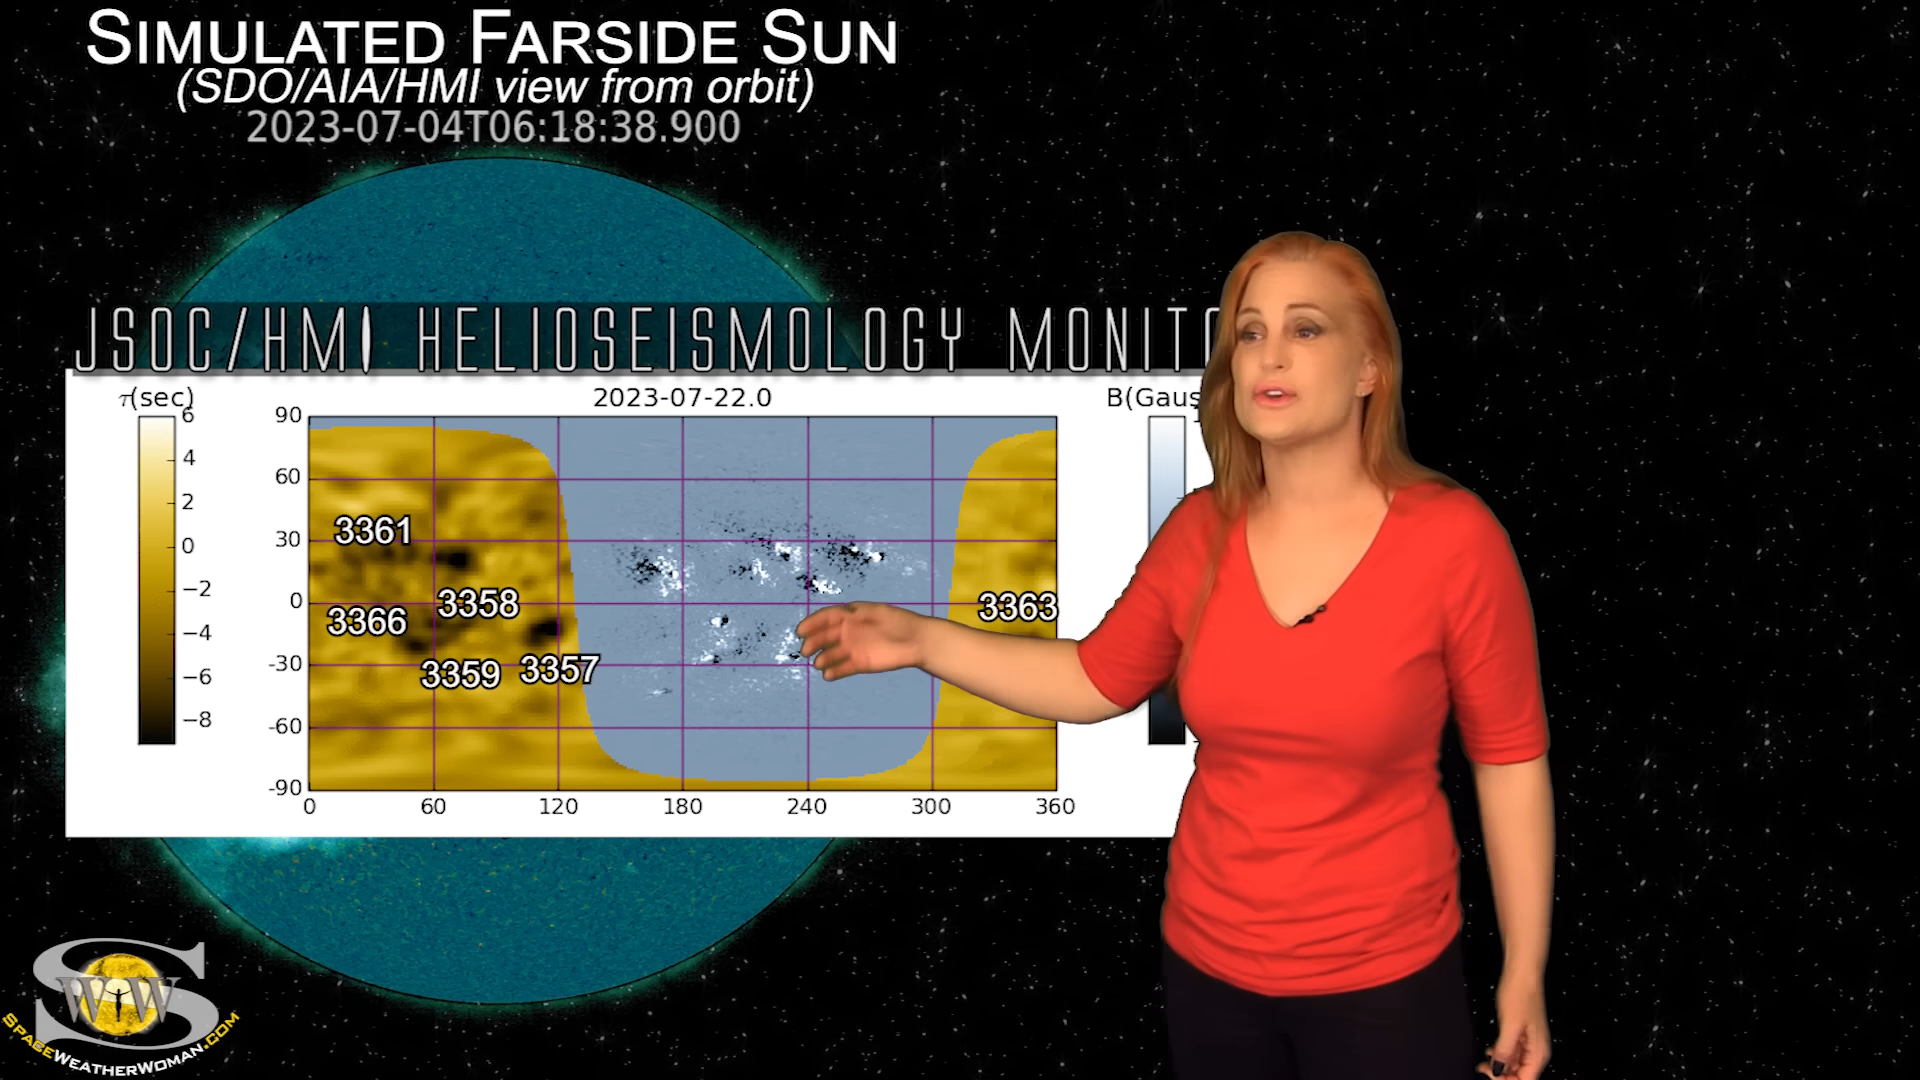 SIMULATED FARSIDE SUN
(SDO/AIA/HMI view from orbit)
2023-07-04T06:18:38.900
JSOC/HMI HELIOSEISMOLOGY MONITO
τ(sec)
2023-07-22.0
B(Gaus
6
4
2
0
−2
−4
−6
−8
90
60
30
0
-30
-60
-90
0 60 120 180 240 300 360
3361
3358
3366
3363
3359
3357
SWW
SPACEWEATHERWOMAN.COM